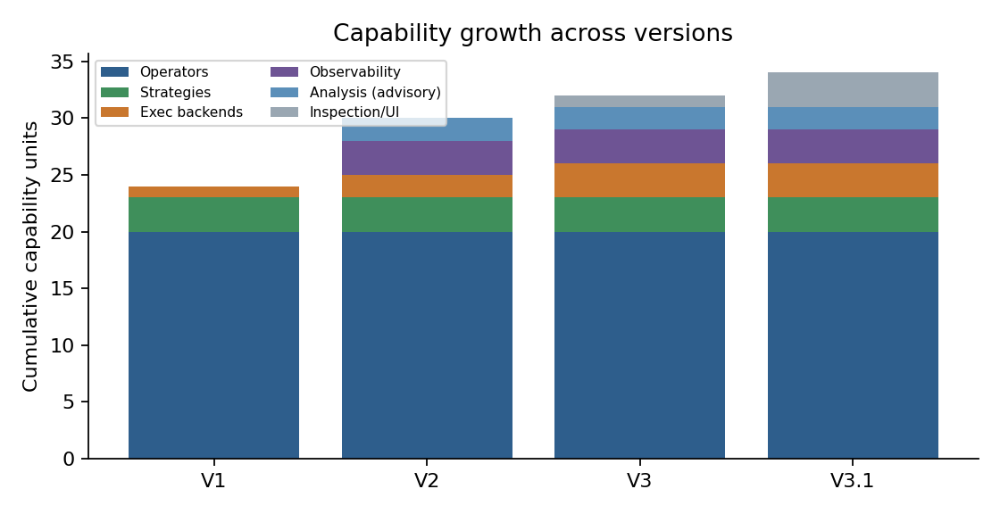 Capability growth across versions
Operators
Strategies
Exec backends
Observability
Analysis (advisory)
Inspection/UI
Cumulative capability units
35
30
25
20
15
10
5
0
V1 V2 V3 V3.1